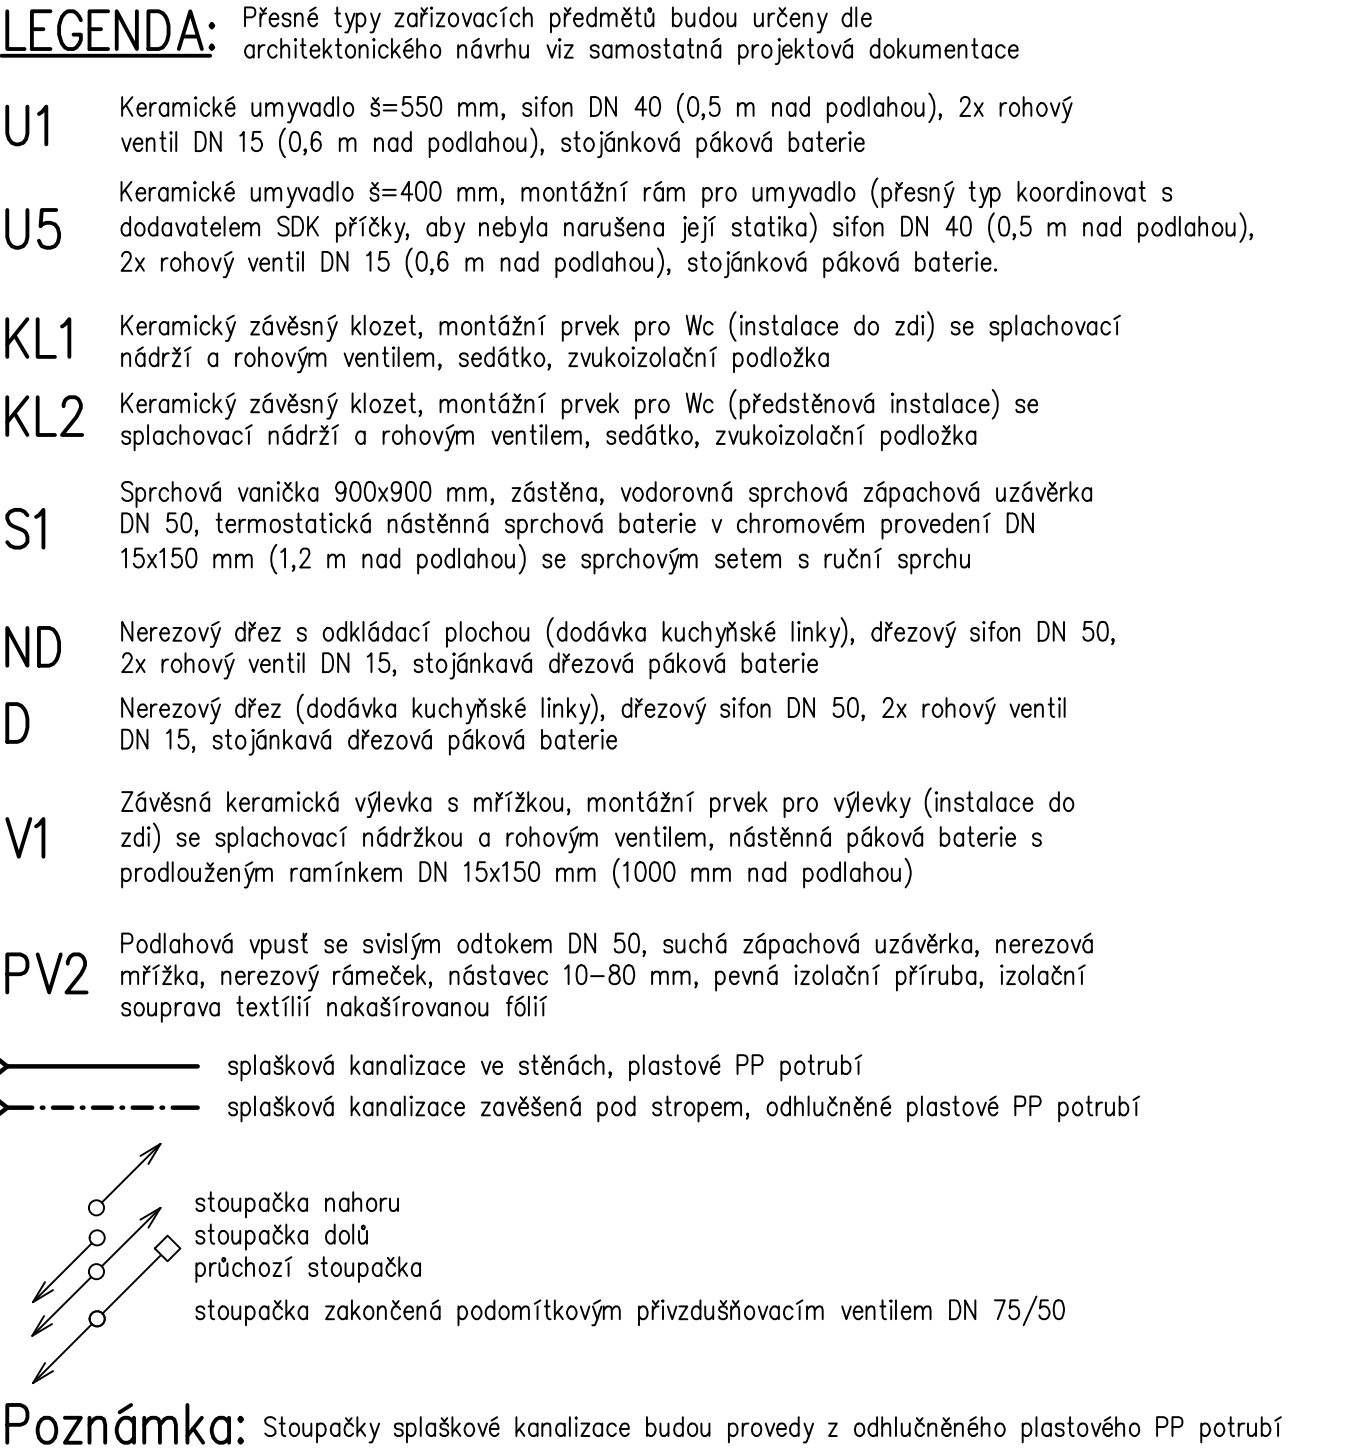 LEGENDA: Přesné typy zařizovacích předmětů budou určeny dle
architektonického návrhu viz samostatná projektová dokumentace
U1 Keramické umyvadlo š=550 mm, sifon DN 40 (0,5 m nad podlahou), 2x rohový
ventil DN 15 (0,6 m nad podlahou), stojánková páková baterie
U5 Keramické umyvadlo š=400 mm, montážní rám pro umyvadlo (přesný typ koordinovat s
dodavatelem SDK příčky, aby nebyla narušena její statika) sifon DN 40 (0,5 m nad podlahou),
2x rohový ventil DN 15 (0,6 m nad podlahou), stojánková páková baterie.
KL1 Keramický závěsný klozet, montážní prvek pro Wc (instalace do zdi) se splachovací
nádrží a rohovým ventilem, sedátko, zvukoizolační podložka
KL2 Keramický závěsný klozet, montážní prvek pro Wc (předstěnová instalace) se
splachovací nádrží a rohovým ventilem, sedátko, zvukoizolační podložka
S1 Sprchová vanička 900x900 mm, zástěna, vodorovná sprchová zápachová uzávěrka
DN 50, termostatická nástěnná sprchová baterie v chromovém provedení DN
15x150 mm (1,2 m nad podlahou) se sprchovým setem s ruční sprchu
ND Nerezový dřez s odkládací plochou (dodávka kuchyňské linky), dřezový sifon DN 50,
2x rohový ventil DN 15, stojánkavá dřezová páková baterie
D Nerezový dřez (dodávka kuchyňské linky), dřezový sifon DN 50, 2x rohový ventil
DN 15, stojánkavá dřezová páková baterie
V1 Závěsná keramická výlevka s mřížkou, montážní prvek pro výlevky (instalace do
zdi) se splachovací nádržkou a rohovým ventilem, nástěnná páková baterie s
prodlouženým ramínkem DN 15x150 mm (1000 mm nad podlahou)
PV2 Podlahová vpusť se svislým odtokem DN 50, suchá zápachová uzávěrka, nerezová
mřížka, nerezový rámeček, nástavec 10-80 mm, pevná izolační příruba, izolační
souprava textílií nakašírovanou fólií
splašková kanalizace ve stěnách, plastové PP potrubí
splašková kanalizace zavěšená pod stropem, odhlučněné plastové PP potrubí
stoupačka nahoru
stoupačka dolů
průchozí stoupačka
stoupačka zakončená podomítkovým přivzdušňovacím ventilem DN 75/50
Poznámka: Stoupačky splaškové kanalizace budou provedy z odhlučněného plastového PP potrubí